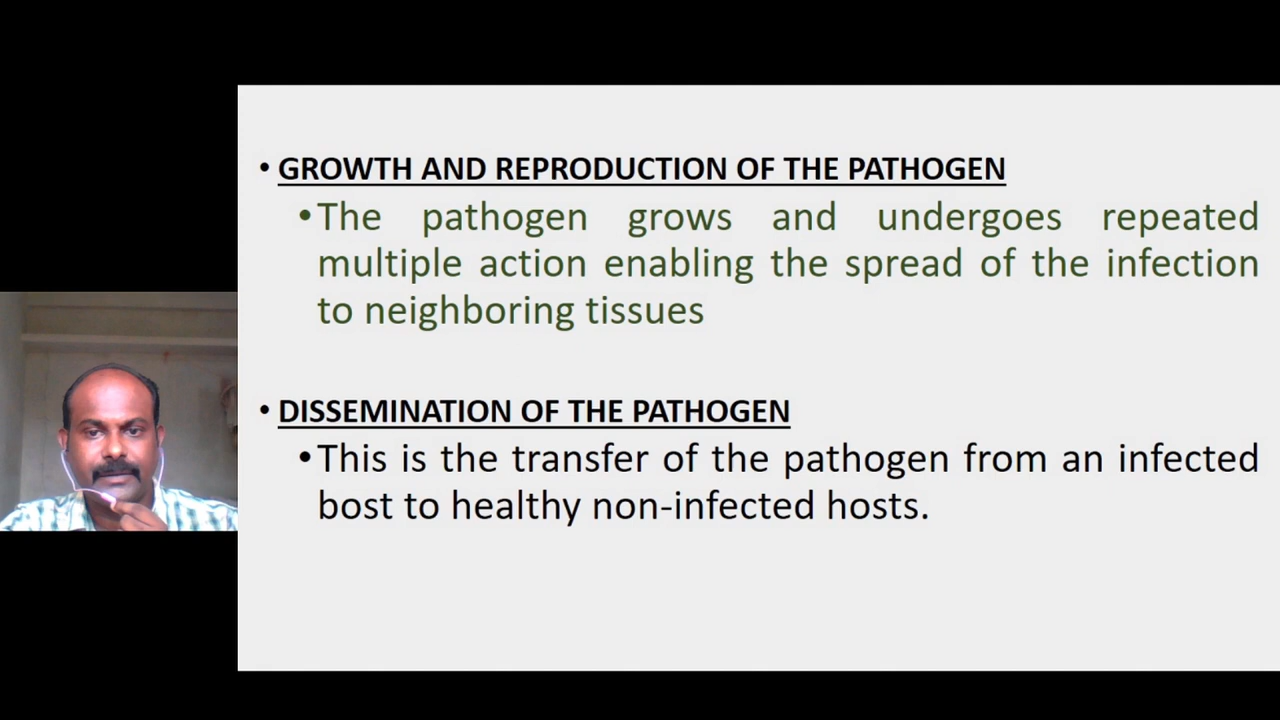 • GROWTH AND REPRODUCTION OF THE PATHOGEN
• The pathogen grows and undergoes repeated
multiple action enabling the spread of the infection
to neighboring tissues
• DISSEMINATION OF THE PATHOGEN
• This is the transfer of the pathogen from an infected
bost to healthy non-infected hosts.